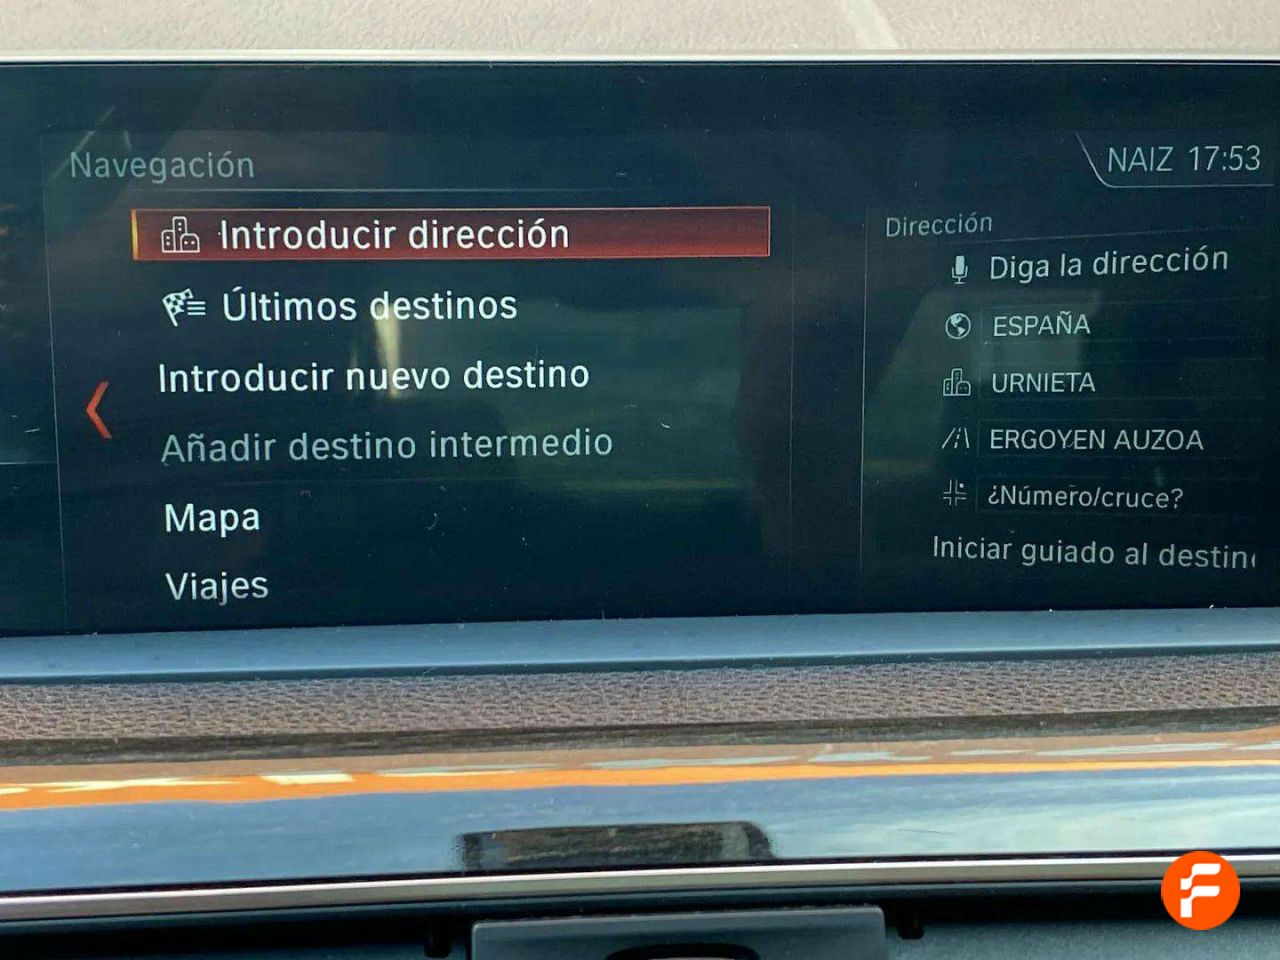 Navegación
NAIZ 17:53
Introducir dirección
Últimos destinos
Introducir nuevo destino
Añadir destino intermedio
Mapa
Viajes
Dirección
Diga la dirección
ESPAÑA
URNIETA
ERGOYEN AUZOA
¿Número/cruce?
Iniciar guiado al destin